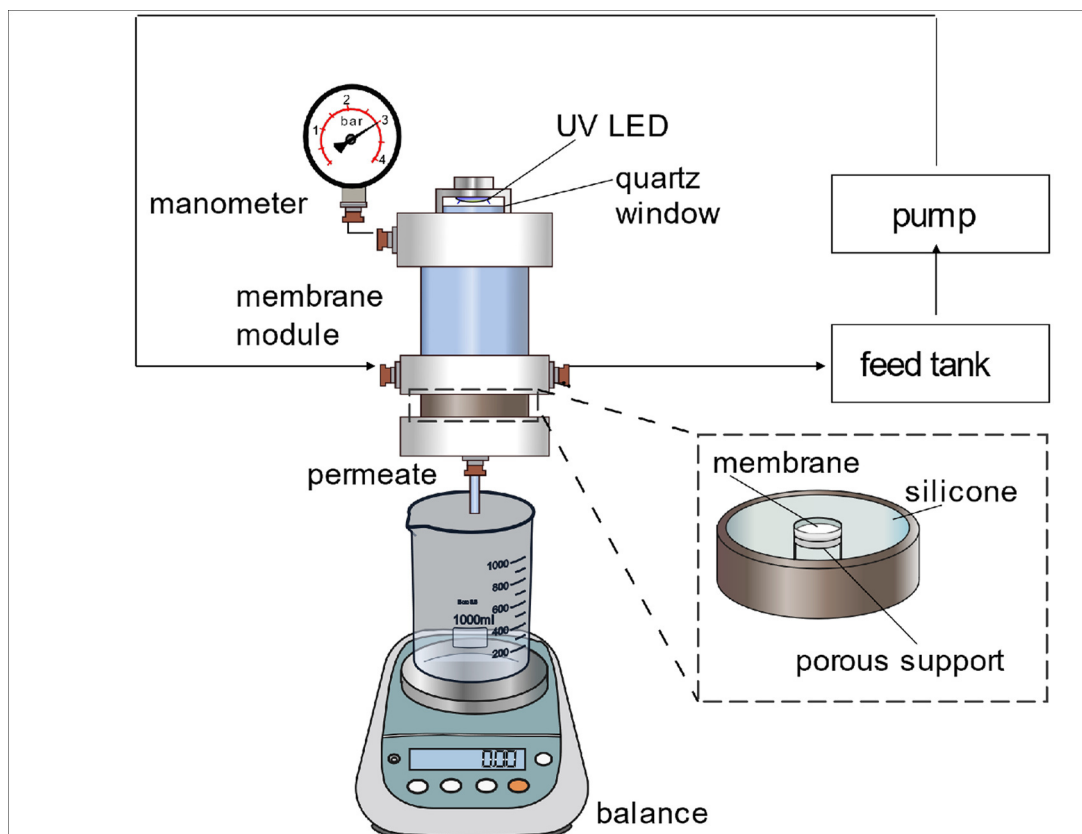 2
1
3
bar
4
UV LED
quartz
window
manometer
pump
membrane
module
feed tank
permeate
membrane
silicone
porous support
1000
800
600
1000ml
400
200
0.00
balance